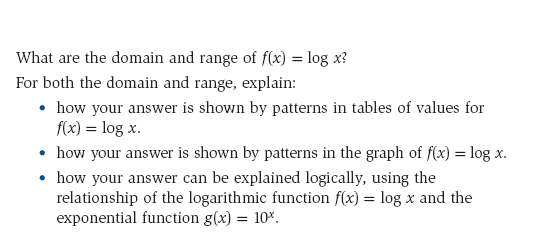 What are the domain and range of f(x) = log x?
For both the domain and range, explain:
• how your answer is shown by patterns in tables of values for
f(x) = log x.
• how your answer is shown by patterns in the graph of f(x) = log x.
• how your answer can be explained logically, using the
relationship of the logarithmic function f(x) = log x and the
exponential function g(x) = 10ˣ.